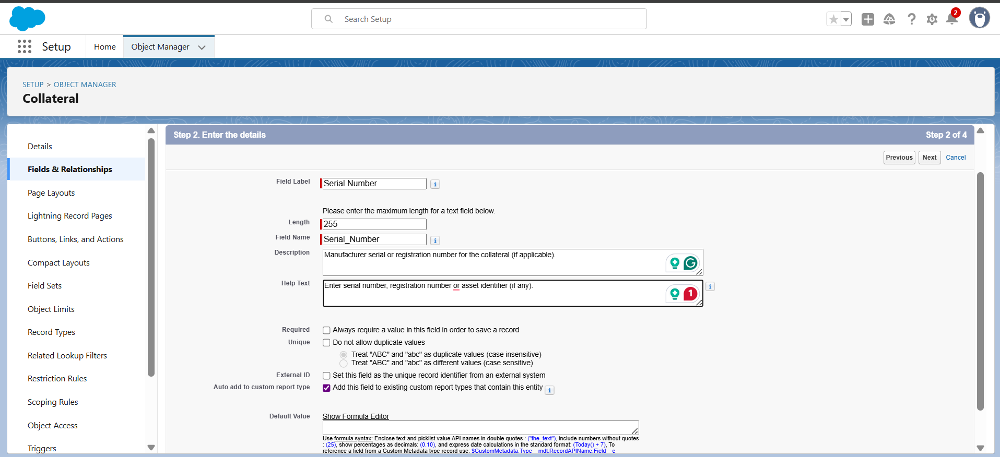 Search Setup
2
Setup
Home
Object Manager
SETUP > OBJECT MANAGER
Collateral
Details
Fields & Relationships
Page Layouts
Lightning Record Pages
Buttons, Links, and Actions
Compact Layouts
Field Sets
Object Limits
Record Types
Related Lookup Filters
Restriction Rules
Scoping Rules
Object Access
Triggers
Step 2. Enter the details
Step 2 of 4
Previous Next Cancel
Field Label Serial Number i
Please enter the maximum length for a text field below.
Length 255
Field Name Serial_Number i
Description Manufacturer serial or registration number for the collateral (if applicable).
Help Text Enter serial number, registration number or asset identifier (if any). 1 i
Required Always require a value in this field in order to save a record
Unique Do not allow duplicate values
Treat "ABC" and "abc" as duplicate values (case insensitive)
Treat "ABC" and "abc" as different values (case sensitive)
External ID Set this field as the unique record identifier from an external system
Auto add to custom report type Add this field to existing custom report types that contain this entity i
Default Value Show Formula Editor
Use formula syntax: Enclose text and picklist value API names in double quotes : ("the_text"), include numbers without quotes
: (25), show percentages as decimals: (0.10), and express date calculations in the standard format: (Today() + 7), To
reference a field from a Custom Metadata type record use: $CustomMetadata.Type__mdt.RecordAPIName.Field__c